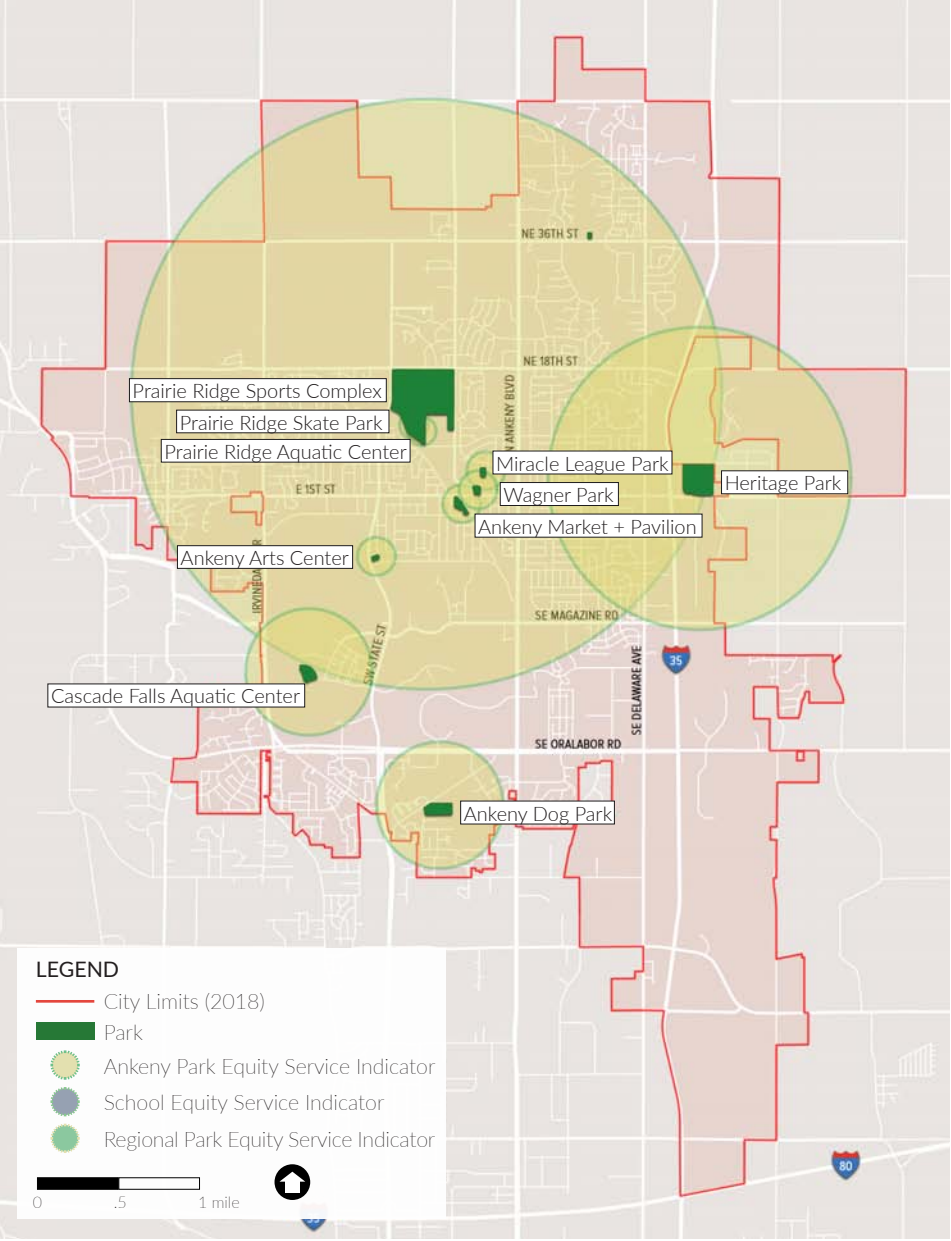 NE 36TH ST
NE 18TH ST
N ANKENY BLVD
Prairie Ridge Sports Complex
Prairie Ridge Skate Park
Prairie Ridge Aquatic Center
Miracle League Park
Heritage Park
E 1ST ST
Wagner Park
Ankeny Market + Pavilion
Ankeny Arts Center
SE MAGAZINE RD
SW STATE ST
SE DELAWARE AVE
35
Cascade Falls Aquatic Center
SE ORALABOR RD
Ankeny Dog Park
LEGEND
City Limits (2018)
Park
Ankeny Park Equity Service Indicator
School Equity Service Indicator
Regional Park Equity Service Indicator
0 .5 1 mile
80